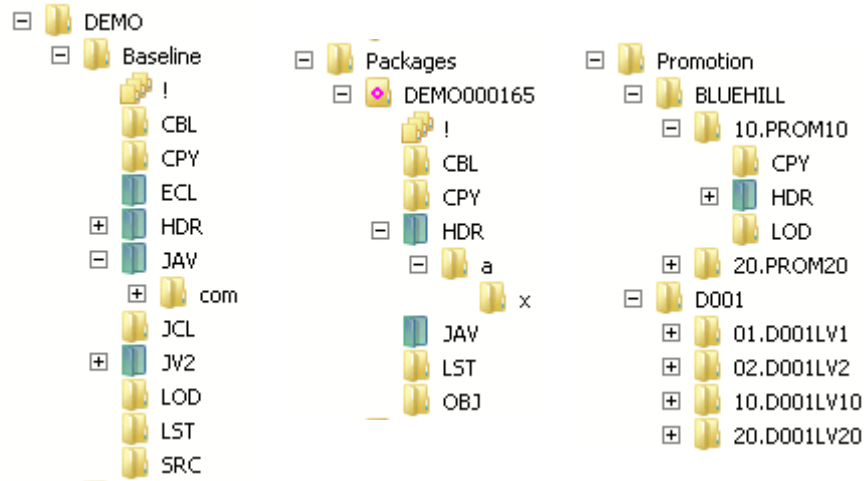 DEMO
Baseline
!
CBL
CPY
ECL
HDR
JAV
com
JCL
JV2
LOD
LST
SRC
Packages
DEMO000165
!
CBL
CPY
HDR
a
x
JAV
LST
OBJ
Promotion
BLUEHILL
10.PROM10
CPY
HDR
LOD
20.PROM20
D001
01.D001LV1
02.D001LV2
10.D001LV10
20.D001LV20